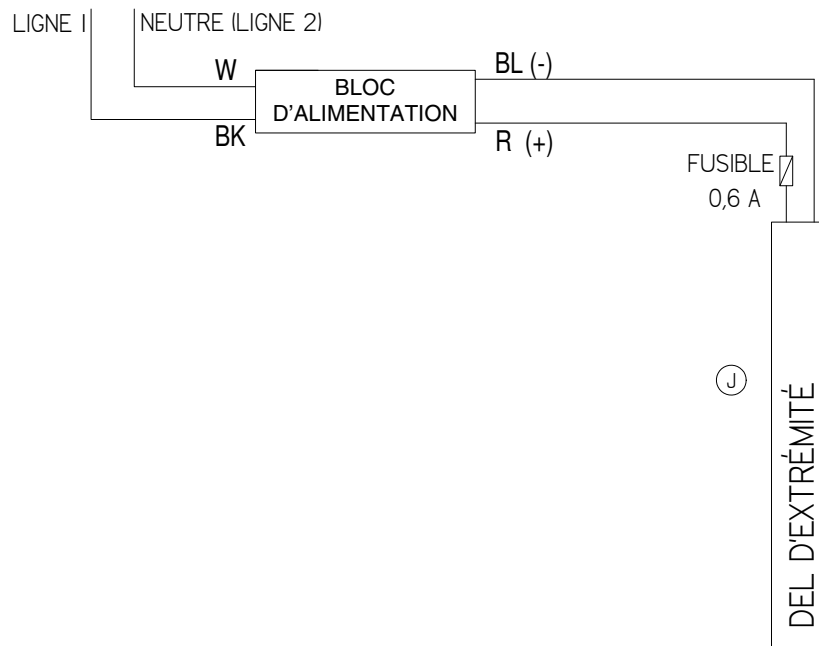 LIGNE 1
NEUTRE (LIGNE 2)
W
BL (-)
BLOC
D'ALIMENTATION
BK
R (+)
FUSIBLE
0,6 A
J
DEL D'EXTRÉMITÉ